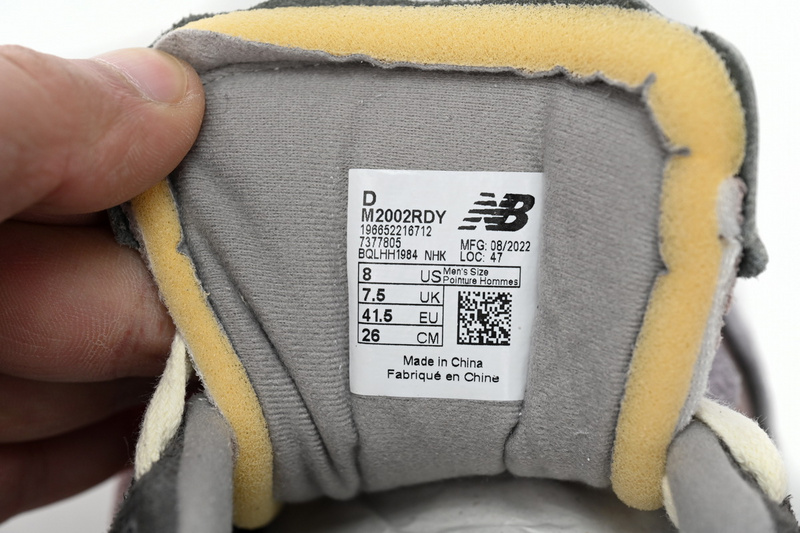 D
M2002RDY
NB
196652216712
7377805 MFG: 08/2022
BQLHH1984 NHK LOC: 47
8 US Men's Size
Pointure Hommes
7.5 UK
41.5 EU
26 CM
Made in China
Fabriqué en Chine